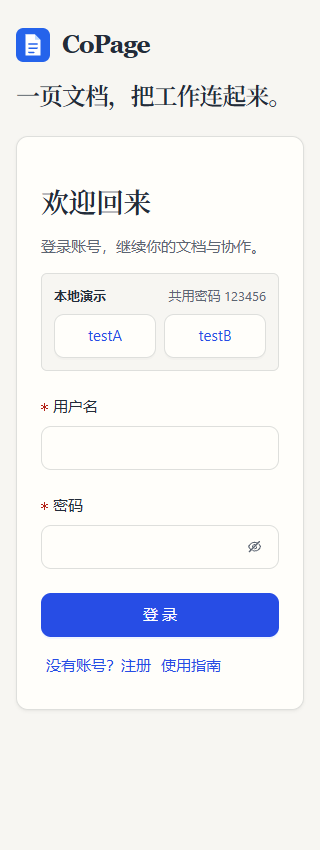 CoPage
一页文档，把工作连起来。
欢迎回来
登录账号，继续你的文档与协作。
本地演示 共用密码 123456
testA testB
* 用户名
* 密码
登 录
没有账号？注册 使用指南